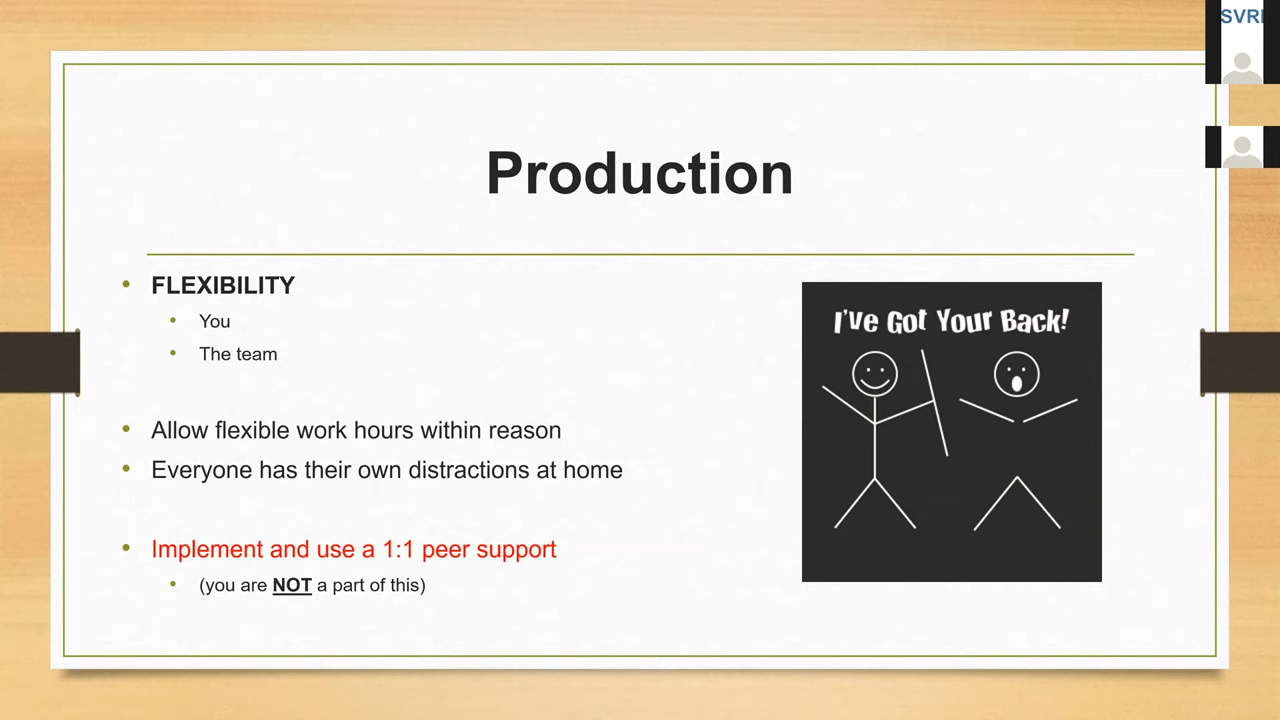 SVRI
Production
FLEXIBILITY
You
The team
Allow flexible work hours within reason
Everyone has their own distractions at home
Implement and use a 1:1 peer support
(you are NOT a part of this)
I've Got Your Back!